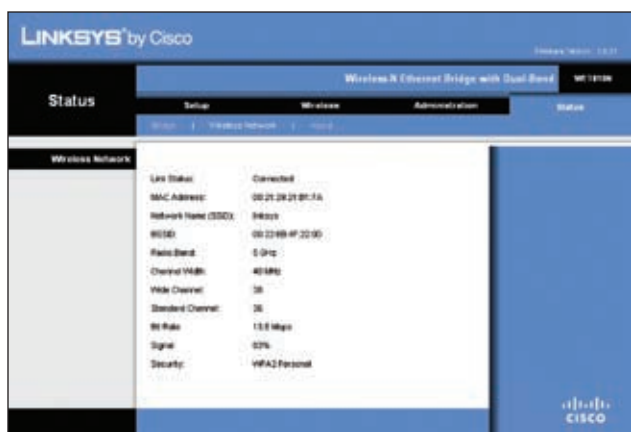 LINKSYS by Cisco
Wireless-N Ethernet Bridge with Dual-Band
Status
Setup
Wireless
Administration
Status
Wireless Network
Wireless Network
Link Status: Connected
MAC Address:
Network Name (SSID): linksys
BSSID:
Radio Band: 5 GHz
Channel Width: 40 MHz
Wide Channel: 38
Standard Channel: 36
Bit Rate: Mbps
Signal:
Security: WPA2 Personal
CISCO